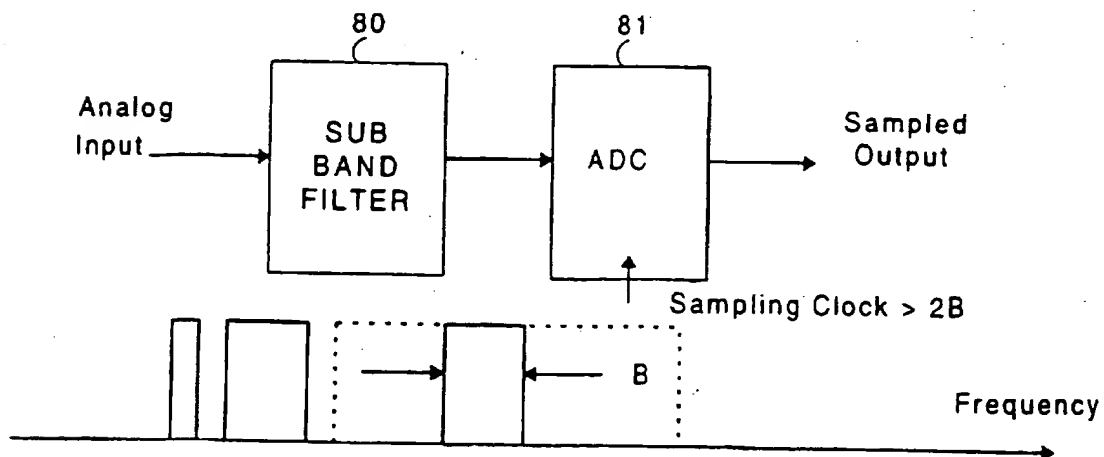 80
81
Analog
Input
SUB
BAND
FILTER
ADC
Sampled
Output
Sampling Clock > 2B
B
Frequency